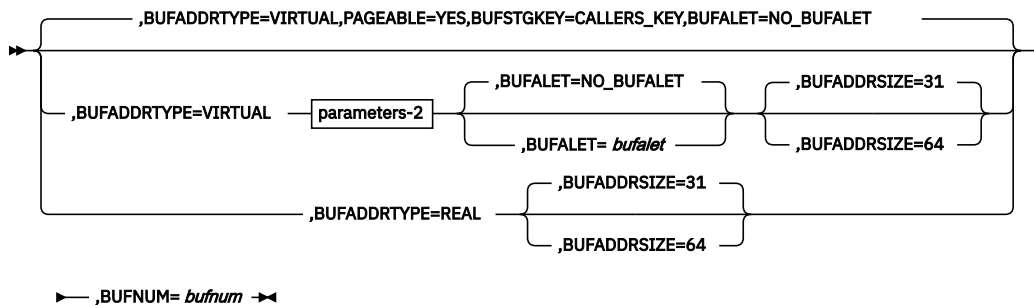 ,BUFADDRTYPE=VIRTUAL,PAGEABLE=YES,BUFSTGKEY=CALLERS_KEY,BUFALET=NO_BUFALET
,BUFADDRTYPE=VIRTUAL
parameters-2
,BUFALET=NO_BUFALET
,BUFALET= bufalet
,BUFADDRSIZE=31
,BUFADDRSIZE=64
,BUFADDRTYPE=REAL
,BUFADDRSIZE=31
,BUFADDRSIZE=64
,BUFNUM= bufnum